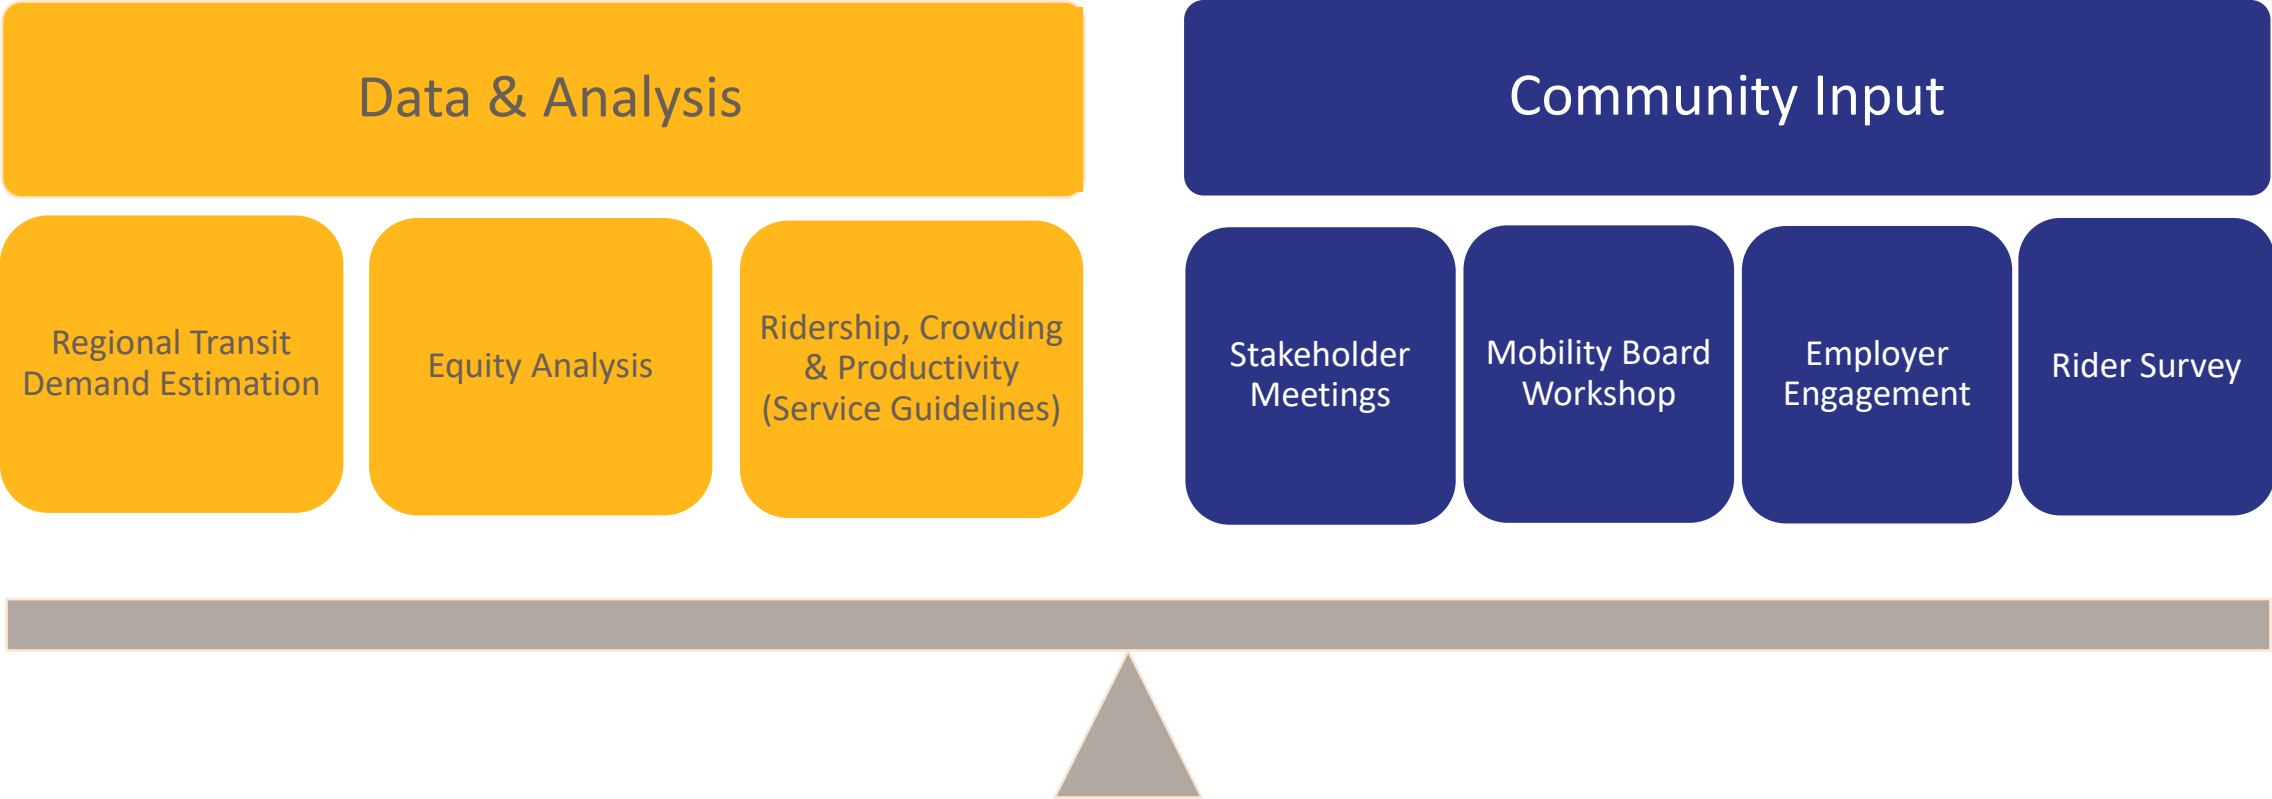 Data & Analysis
Community Input
Regional Transit
Demand Estimation
Equity Analysis
Ridership, Crowding
& Productivity
(Service Guidelines)
Stakeholder
Meetings
Mobility Board
Workshop
Employer
Engagement
Rider Survey